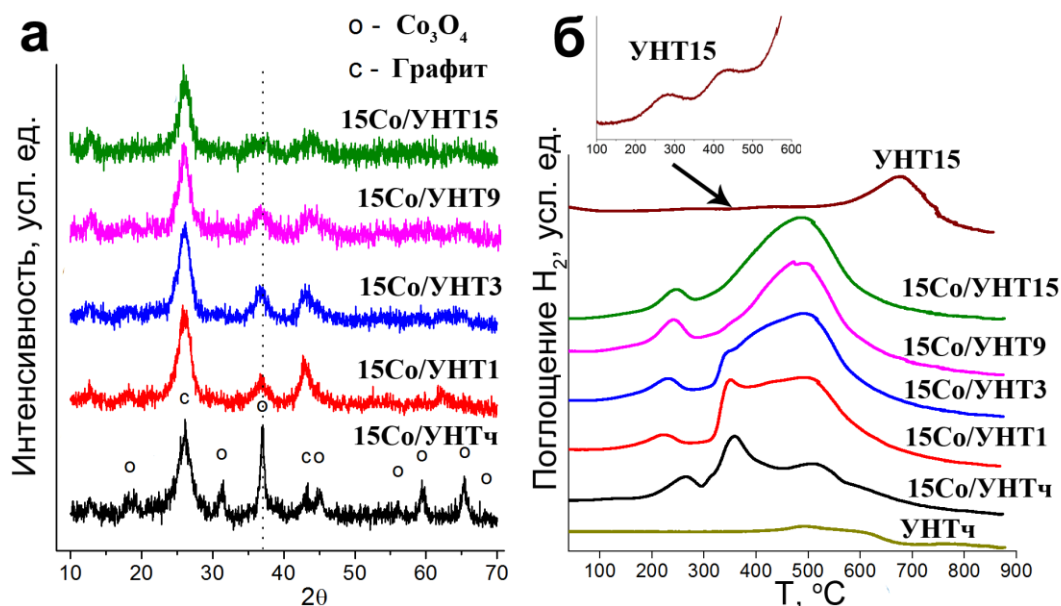 а
o - Co₃O₄
c - Графит
15Co/УНТ15
15Co/УНТ9
15Co/УНТ3
15Co/УНТ1
15Co/УНТч
c
o
o
o
c
o
o
o
o
o
Интенсивность, усл. ед.
10 20 30 40 50 60 70
2θ
б
УНТ15
100 200 300 400 500 600
УНТ15
15Co/УНТ15
15Co/УНТ9
15Co/УНТ3
15Co/УНТ1
15Co/УНТч
УНТч
Поглощение H₂, усл. ед.
100 200 300 400 500 600 700 800 900
T, °C